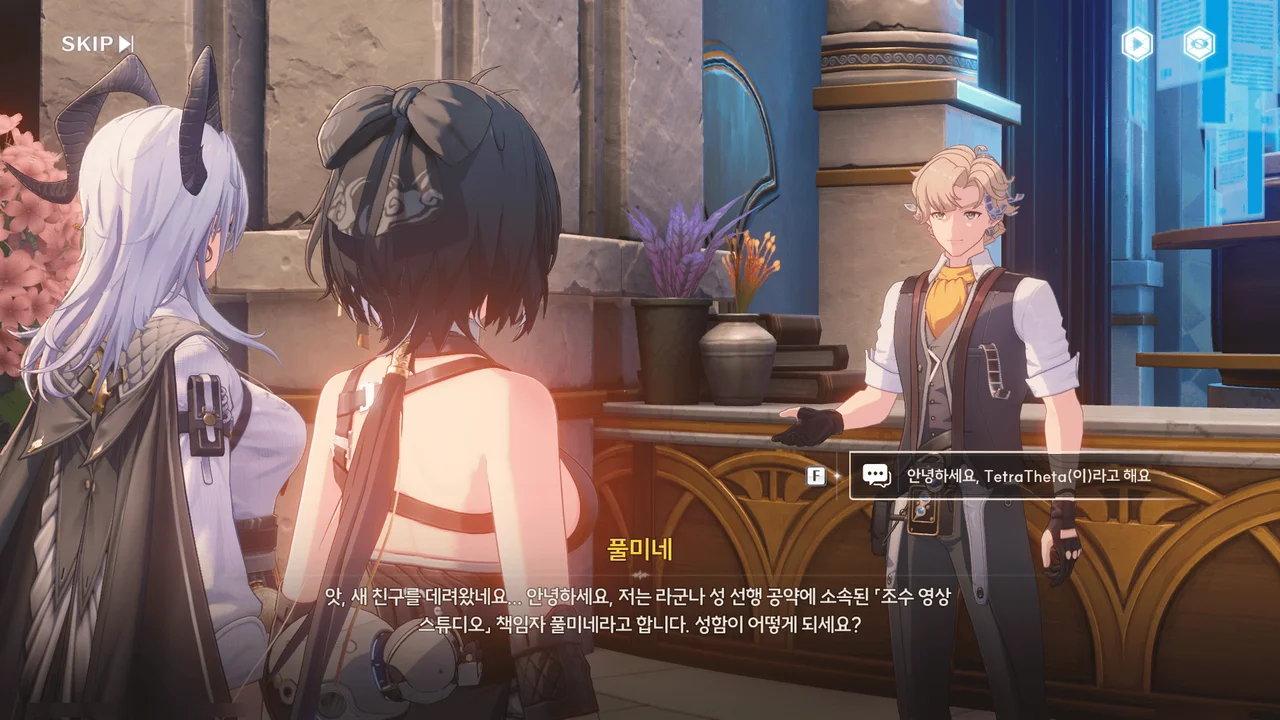 SKIP
F
안녕하세요, TetraTheta(이)라고 해요
풀미네
앗, 새 친구를 데려왔네요... 안녕하세요, 저는 라군나 성 선행 공약에 소속된 「조수 영상
스튜디오」 책임자 풀미네라고 합니다. 성함이 어떻게 되세요?